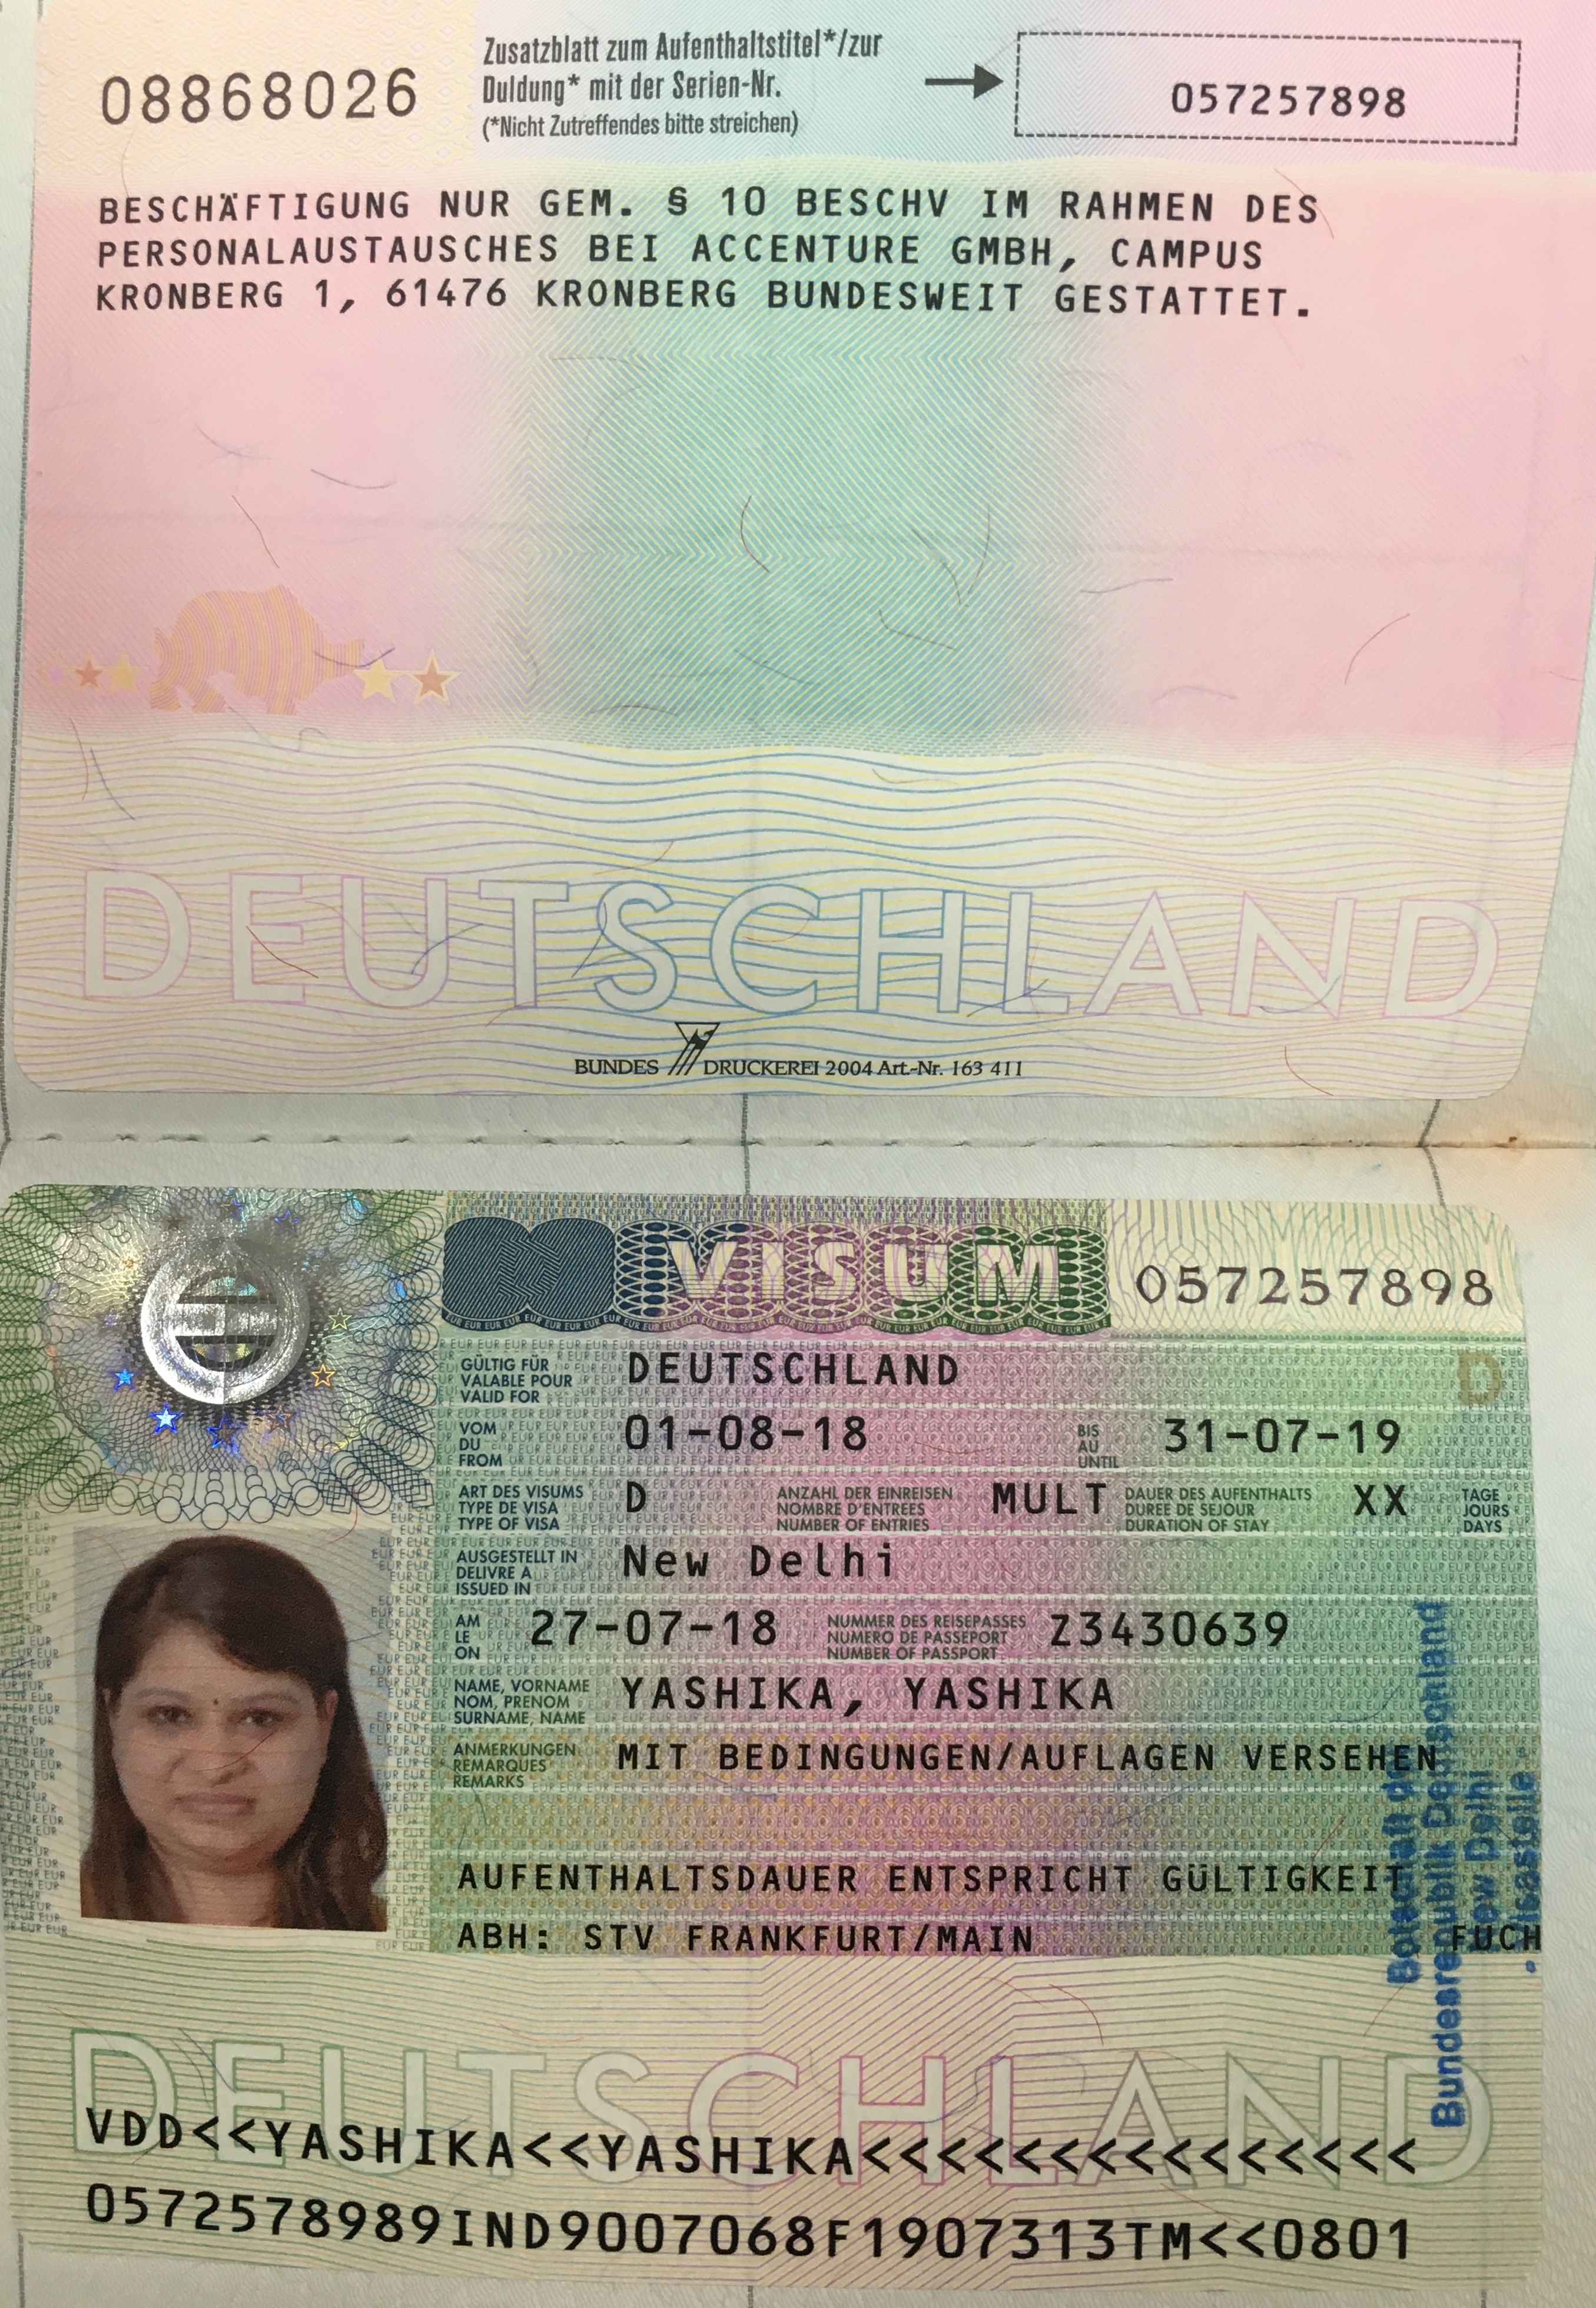 08868026
Zusatzblatt zum Aufenthaltstitel*/zur
Duldung* mit der Serien-Nr.
(*Nicht Zutreffendes bitte streichen)
057257898
BESCHÄFTIGUNG NUR GEM. § 10 BESCHV IM RAHMEN DES
PERSONALAUSTAUSCHES BEI ACCENTURE GMBH, CAMPUS
KRONBERG 1, 61476 KRONBERG BUNDESWEIT GESTATTET.
DEUTSCHLAND
BUNDESDRUCKEREI 2004 Art.-Nr. 163 411
VISUM
057257898
GÜLTIG FÜR
VALABLE POUR
VALID FOR
DEUTSCHLAND
D
VOM
DU
FROM
01-08-18
BIS
AU
UNTIL
31-07-19
ART DES VISUMS
TYPE DE VISA
TYPE OF VISA
D
ANZAHL DER EINREISEN
NOMBRE D'ENTREES
NUMBER OF ENTRIES
MULT
DAUER DES AUFENTHALTS
DUREE DE SEJOUR
DURATION OF STAY
XX
TAGE
JOURS
DAYS
AUSGESTELLT IN
DELIVRE A
ISSUED IN
New Delhi
AM
LE
ON
27-07-18
NUMMER DES REISEPASSES
NUMERO DE PASSEPORT
NUMBER OF PASSPORT
Z3430639
NAME, VORNAME
NOM, PRENOM
SURNAME, NAME
YASHIKA, YASHIKA
ANMERKUNGEN
REMARQUES
REMARKS
MIT BEDINGUNGEN/AUFLAGEN VERSEHEN
AUFENTHALTSDAUER ENTSPRICHT GÜLTIGKEIT
ABH: STV FRANKFURT/MAIN
FUCH
Bundesrepublik Deutschland
New Delhi
DEUTSCHLAND
VDD<<YASHIKA<<YASHIKA<<<<<<<<<<<<<<<
0572578989IND9007068F1907313TM<<0801